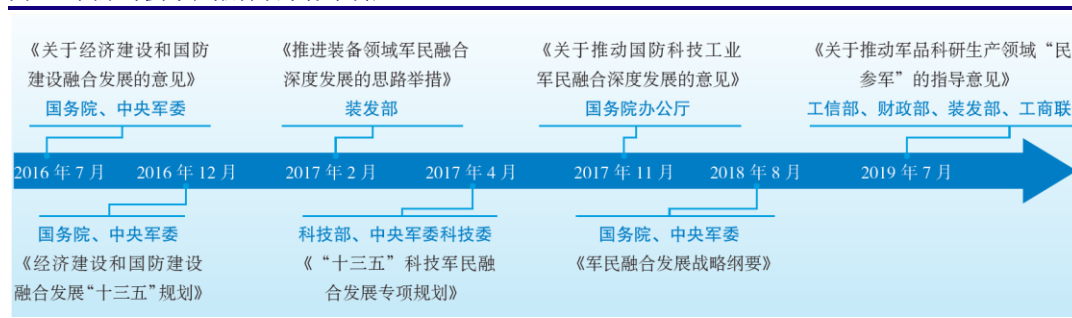 《关于经济建设和国防
建设融合发展的意见》
国务院、中央军委
《推进装备领域军民融合
深度发展的思路举措》
装发部
《关于推动国防科技工业
军民融合深度发展的意见》
国务院办公厅
《关于推动军品科研生产领域“民
参军”的指导意见》
工信部、财政部、装发部、工商联
2016 年 7 月
2016 年 12 月
2017 年 2 月
2017 年 4 月
2017 年 11 月
2018 年 8 月
2019 年 7 月
国务院、中央军委
《经济建设和国防建设
融合发展“十三五”规划》
科技部、中央军委科技委
《“十三五”科技军民融
合发展专项规划》
国务院、中央军委
《军民融合发展战略纲要》